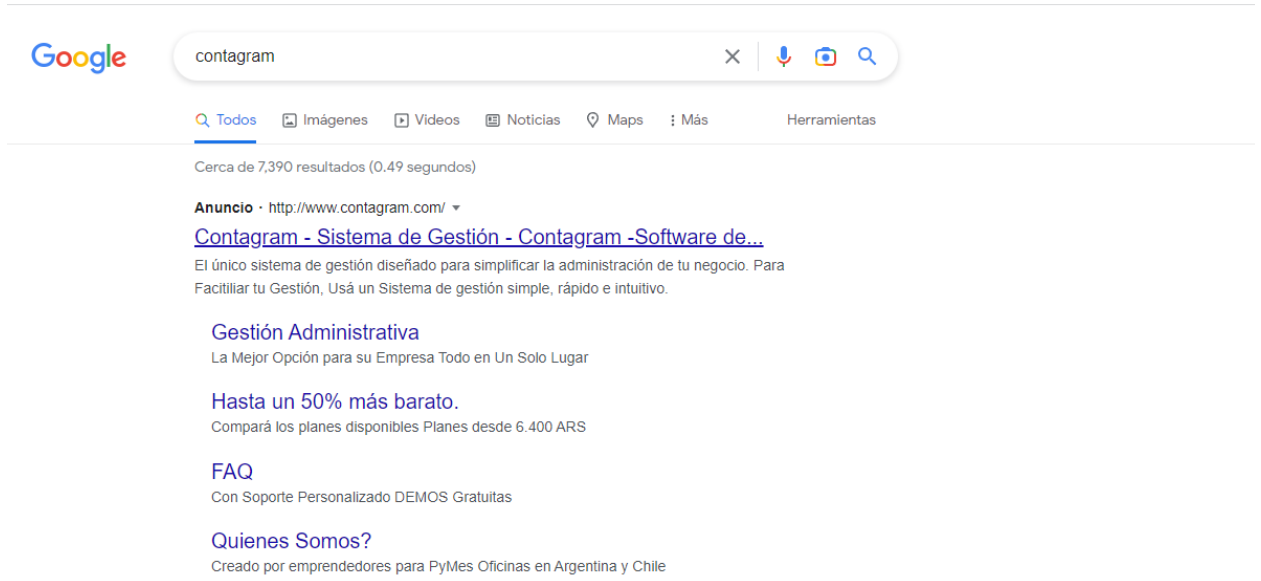 Google
contagram
Todos Imágenes Videos Noticias Maps Más Herramientas
Cerca de 7,390 resultados (0.49 segundos)
Anuncio · http://www.contagram.com/
Contagram - Sistema de Gestión - Contagram -Software de...
El único sistema de gestión diseñado para simplificar la administración de tu negocio. Para
Facitiliar tu Gestión, Usá un Sistema de gestión simple, rápido e intuitivo.
Gestión Administrativa
La Mejor Opción para su Empresa Todo en Un Solo Lugar
Hasta un 50% más barato.
Compará los planes disponibles Planes desde 6.400 ARS
FAQ
Con Soporte Personalizado DEMOS Gratuitas
Quienes Somos?
Creado por emprendedores para PyMes Oficinas en Argentina y Chile